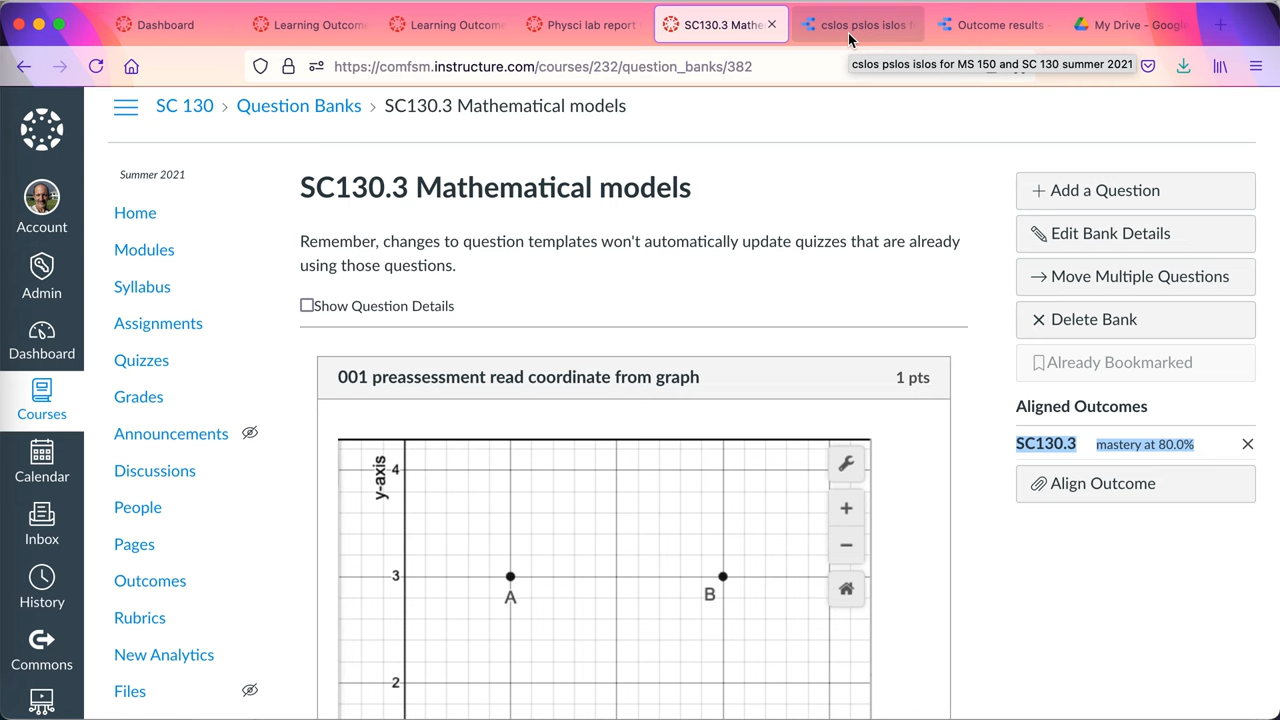 Dashboard
Learning Outcome
Learning Outcome
Physci lab report
SC130.3 Mathe
cslos pslos islos f
Outcome results
My Drive - Google
https://comfsm.instructure.com/courses/232/question_banks/382
cslos pslos islos for MS 150 and SC 130 summer 2021
SC 130 > Question Banks > SC130.3 Mathematical models
Account
Admin
Dashboard
Courses
Calendar
Inbox
History
Commons
Summer 2021
Home
Modules
Syllabus
Assignments
Quizzes
Grades
Announcements
Discussions
People
Pages
Outcomes
Rubrics
New Analytics
Files
SC130.3 Mathematical models
Remember, changes to question templates won't automatically update quizzes that are already
using those questions.
Show Question Details
001 preassessment read coordinate from graph 1 pts
y-axis
4
3
2
A
B
+ Add a Question
Edit Bank Details
→ Move Multiple Questions
Delete Bank
Already Bookmarked
Aligned Outcomes
SC130.3 mastery at 80.0%
Align Outcome